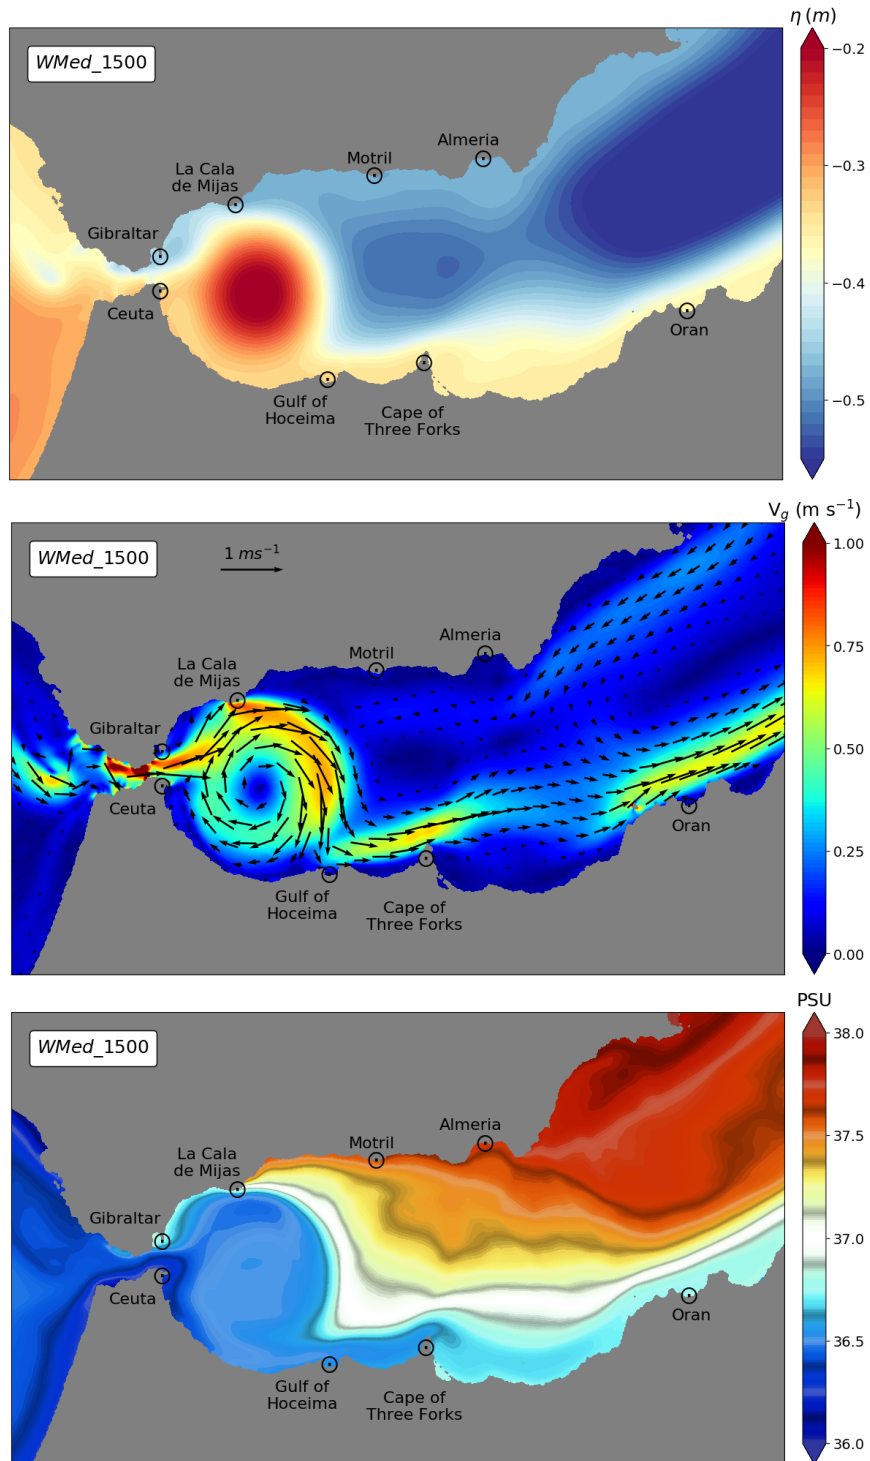 η (m)
WMed_1500
−0.2
Almeria
Motril
La Cala
de Mijas
−0.3
Gibraltar
−0.4
Ceuta
Oran
Gulf of
Hoceima
Cape of
Three Forks
−0.5
V_g (m s⁻¹)
WMed_1500
1 ms⁻¹
1.00
Almeria
Motril
La Cala
de Mijas
0.75
Gibraltar
0.50
Ceuta
Oran
0.25
Gulf of
Hoceima
Cape of
Three Forks
0.00
PSU
WMed_1500
38.0
Almeria
Motril
37.5
La Cala
de Mijas
Gibraltar
37.0
Ceuta
Oran
36.5
Gulf of
Hoceima
Cape of
Three Forks
36.0